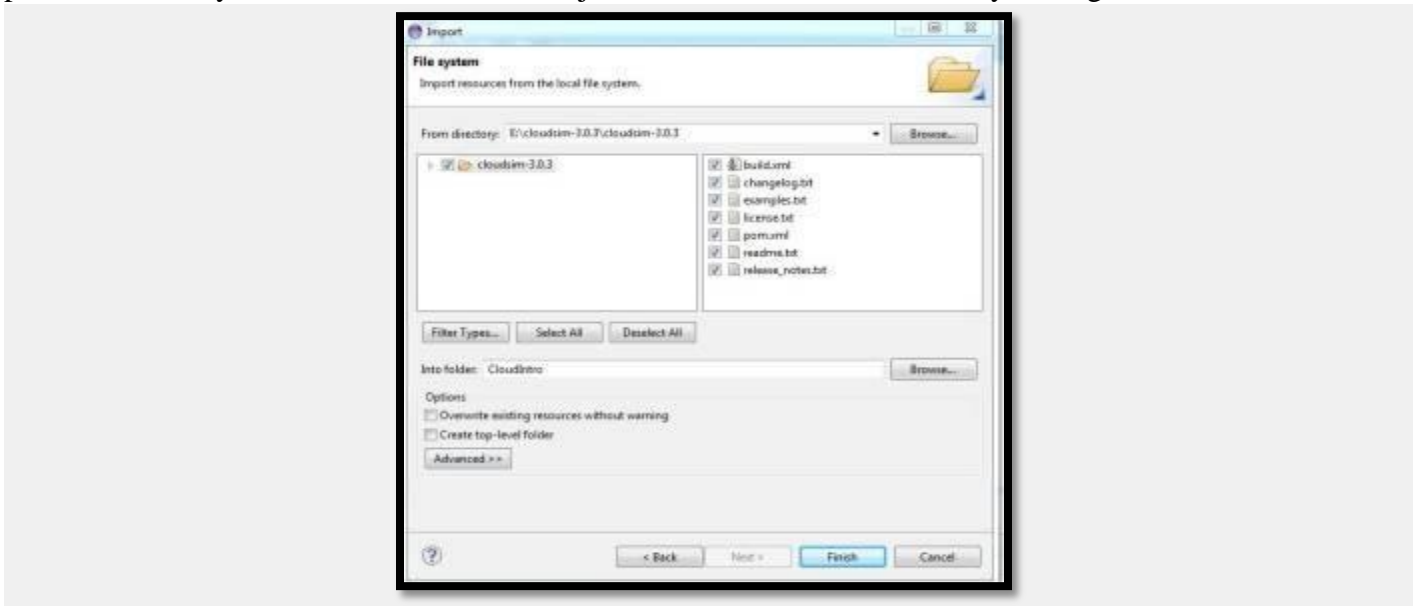 Import
File system
Import resources from the local file system.
From directory: E:\cloudsim-3.0.3\cloudsim-3.0.3
Browse...
cloudsim-3.0.3
build.xml
changelog.txt
examples.txt
license.txt
pom.xml
readme.txt
release_notes.txt
Filter Types... Select All Deselect All
Into folder: CloudIntro
Browse...
Options
Overwrite existing resources without warning
Create top-level folder
Advanced >>
< Back Next > Finish Cancel